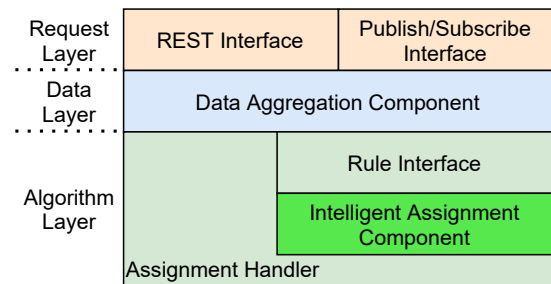 Request
Layer
REST Interface
Publish/Subscribe
Interface
Data
Layer
Data Aggregation Component
Algorithm
Layer
Rule Interface
Intelligent Assignment
Component
Assignment Handler